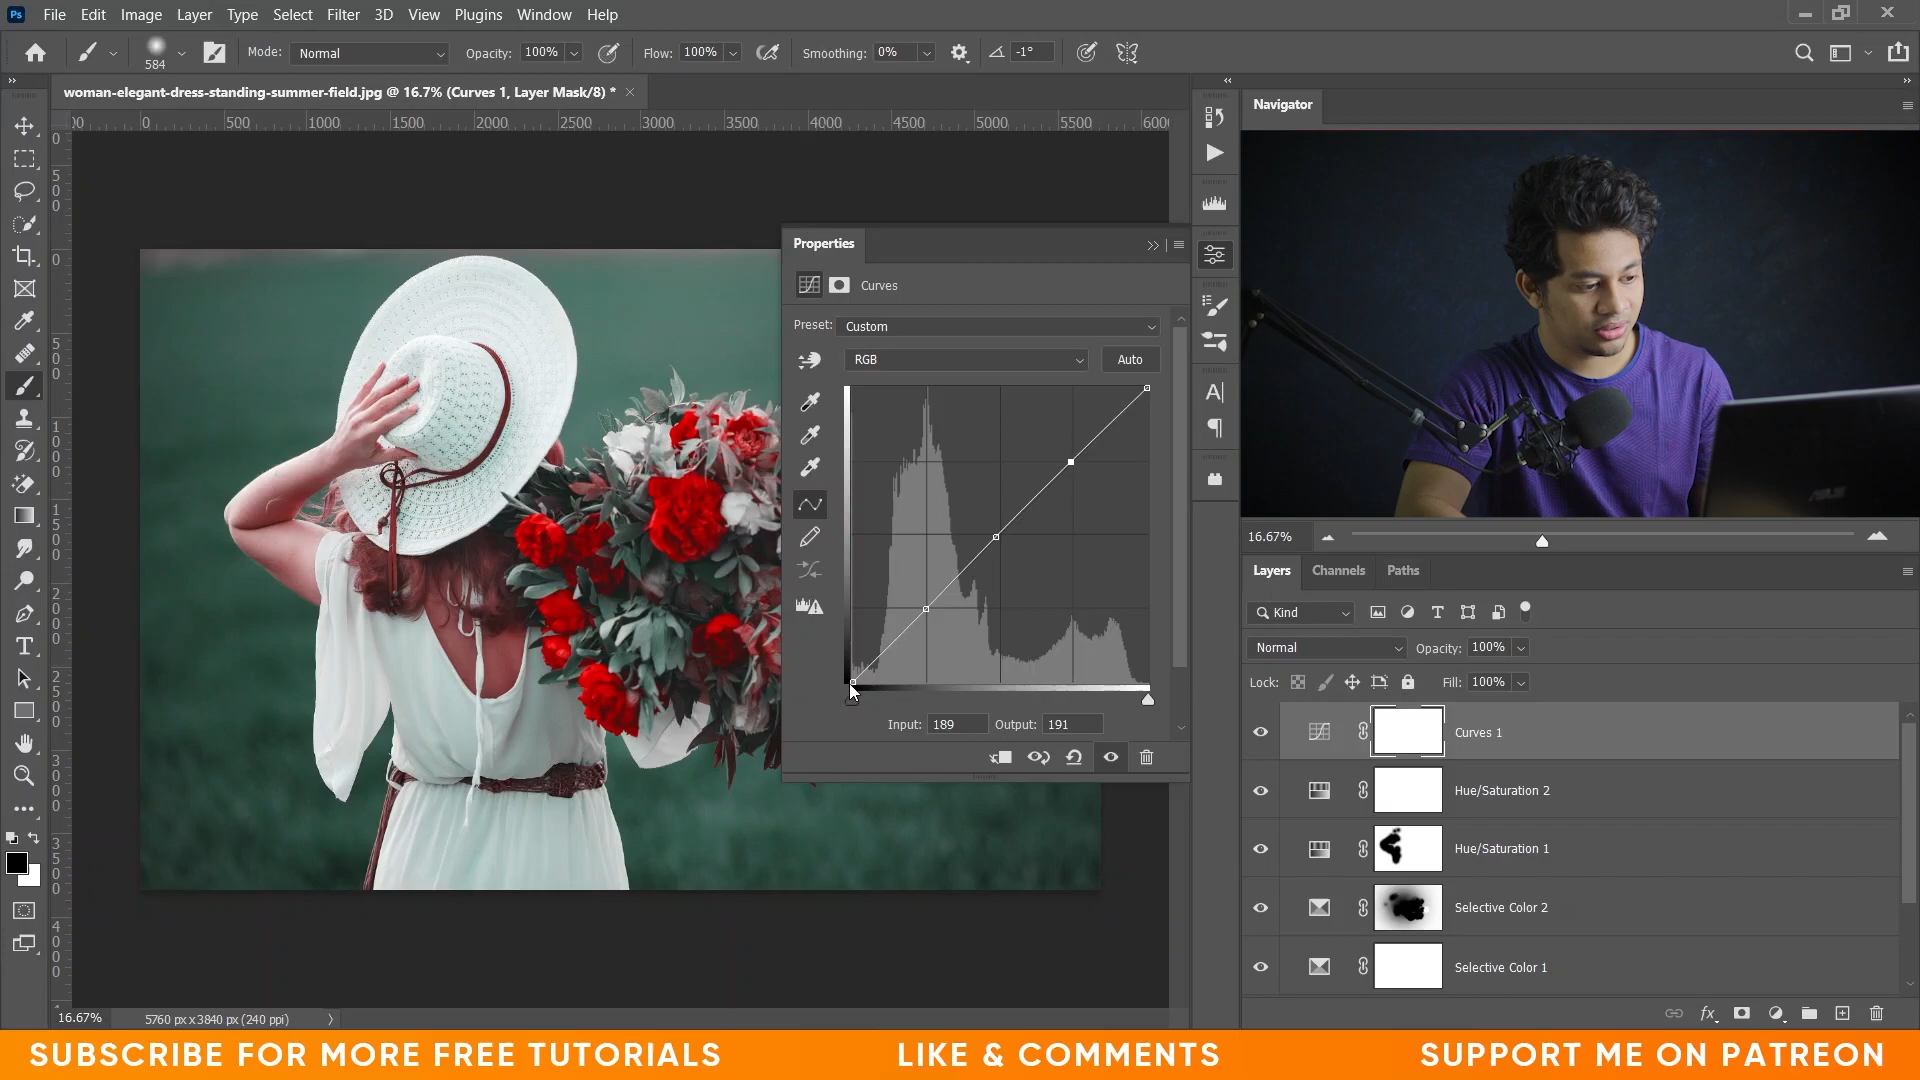 Ps File Edit Image Layer Type Select Filter 3D View Plugins Window Help
584 Mode: Normal Opacity: 100% Flow: 100% Smoothing: 0% -1°
woman-elegant-dress-standing-summer-field.jpg @ 16.7% (Curves 1, Layer Mask/8) * ×
0 500 1000 1500 2000 2500 3000 3500 4000 4500 5000 5500 6000
Navigator
Properties
Curves
Preset: Custom
RGB Auto
Input: 189 Output: 191
16.67%
Layers Channels Paths
Kind
Normal Opacity: 100%
Lock: Fill: 100%
Curves 1
Hue/Saturation 2
Hue/Saturation 1
Selective Color 2
Selective Color 1
fx
16.67% 5760 px x 3840 px (240 ppi)
SUBSCRIBE FOR MORE FREE TUTORIALS LIKE & COMMENTS SUPPORT ME ON PATREON